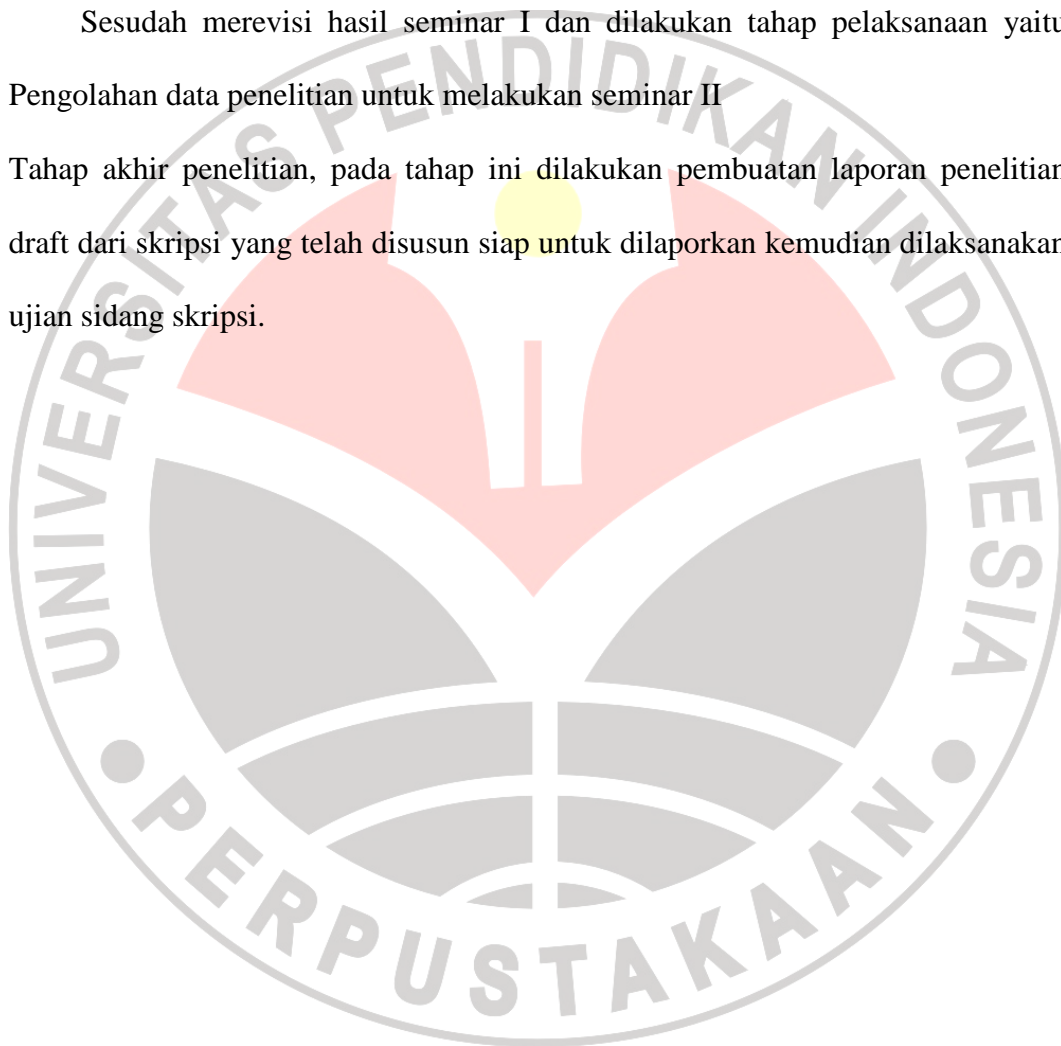 Sesudah merevisi hasil seminar I dan dilakukan tahap pelaksanaan yaitu
Pengolahan data penelitian untuk melakukan seminar II
Tahap akhir penelitian, pada tahap ini dilakukan pembuatan laporan penelitian
draft dari skripsi yang telah disusun siap untuk dilaporkan kemudian dilaksanakan
ujian sidang skripsi.
UNIVERSITAS PENDIDIKAN INDONESIA
PERPUSTAKAAN